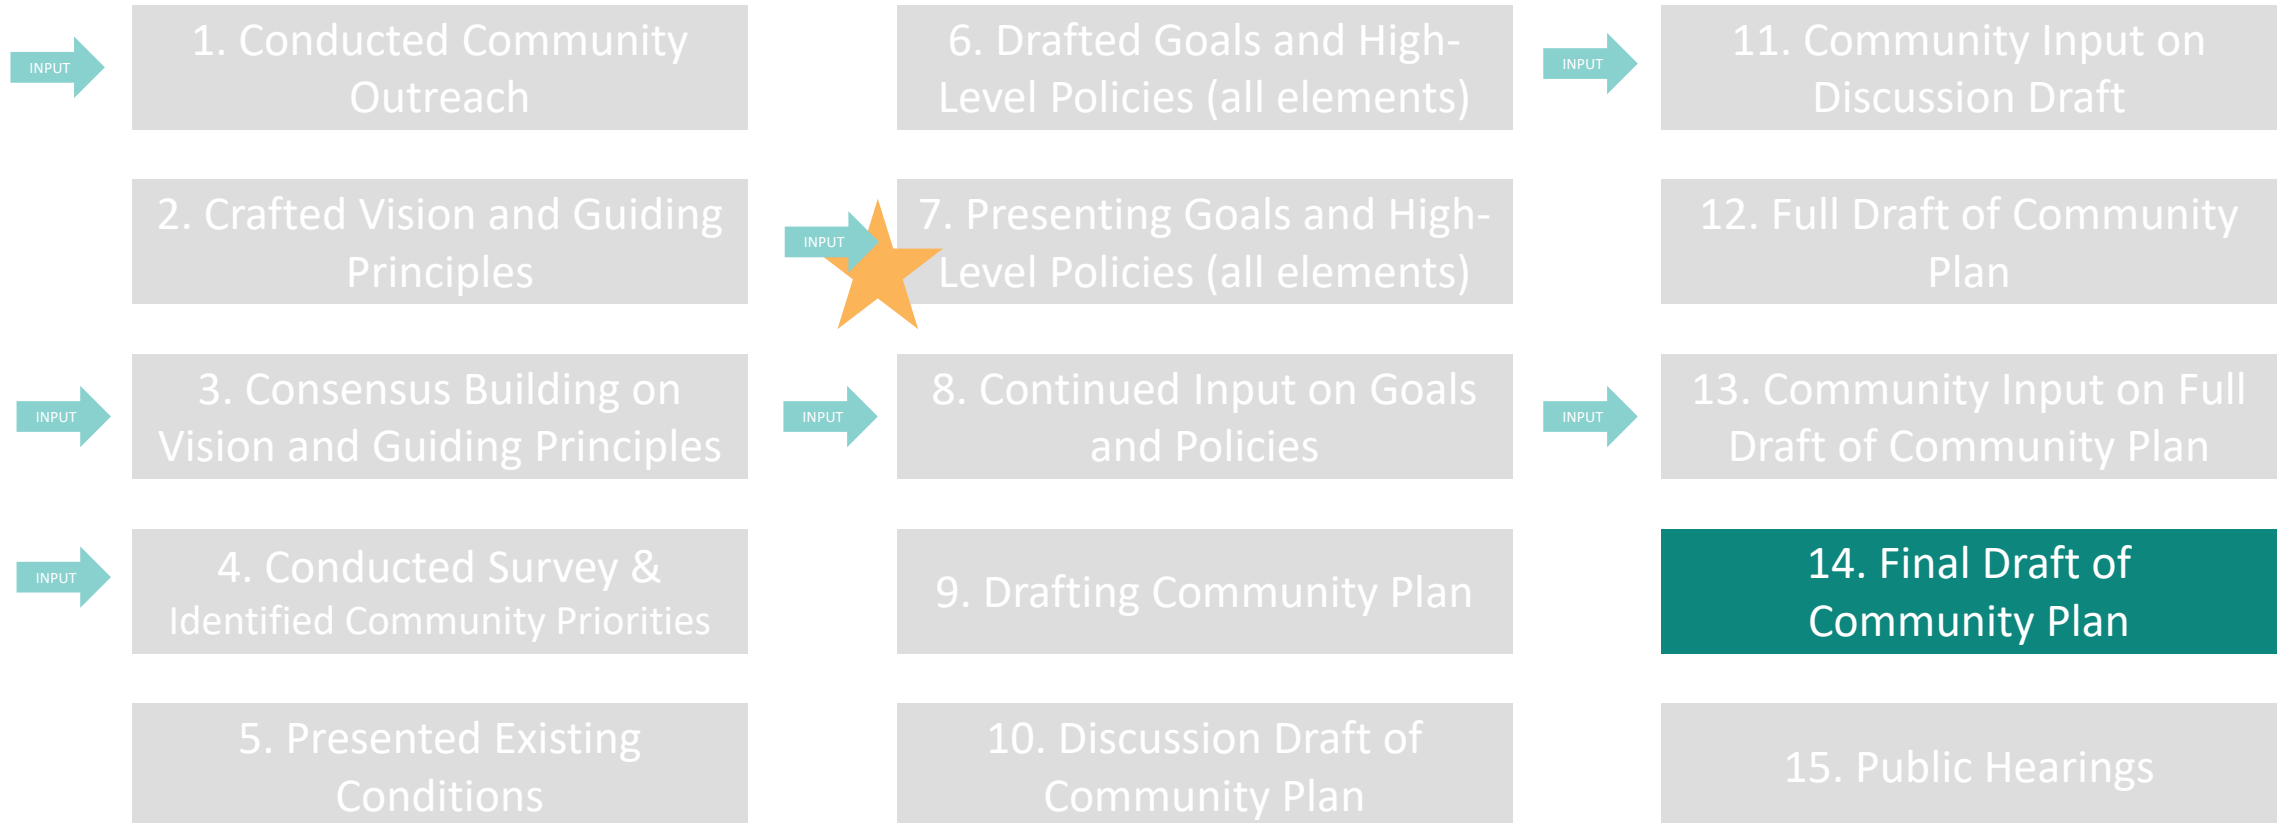 INPUT
1. Conducted Community
Outreach
2. Crafted Vision and Guiding
Principles
INPUT
3. Consensus Building on
Vision and Guiding Principles
INPUT
4. Conducted Survey &
Identified Community Priorities
5. Presented Existing
Conditions
6. Drafted Goals and High-
Level Policies (all elements)
INPUT
7. Presenting Goals and High-
Level Policies (all elements)
INPUT
8. Continued Input on Goals
and Policies
9. Drafting Community Plan
10. Discussion Draft of
Community Plan
INPUT
11. Community Input on
Discussion Draft
12. Full Draft of Community
Plan
INPUT
13. Community Input on Full
Draft of Community Plan
14. Final Draft of
Community Plan
15. Public Hearings